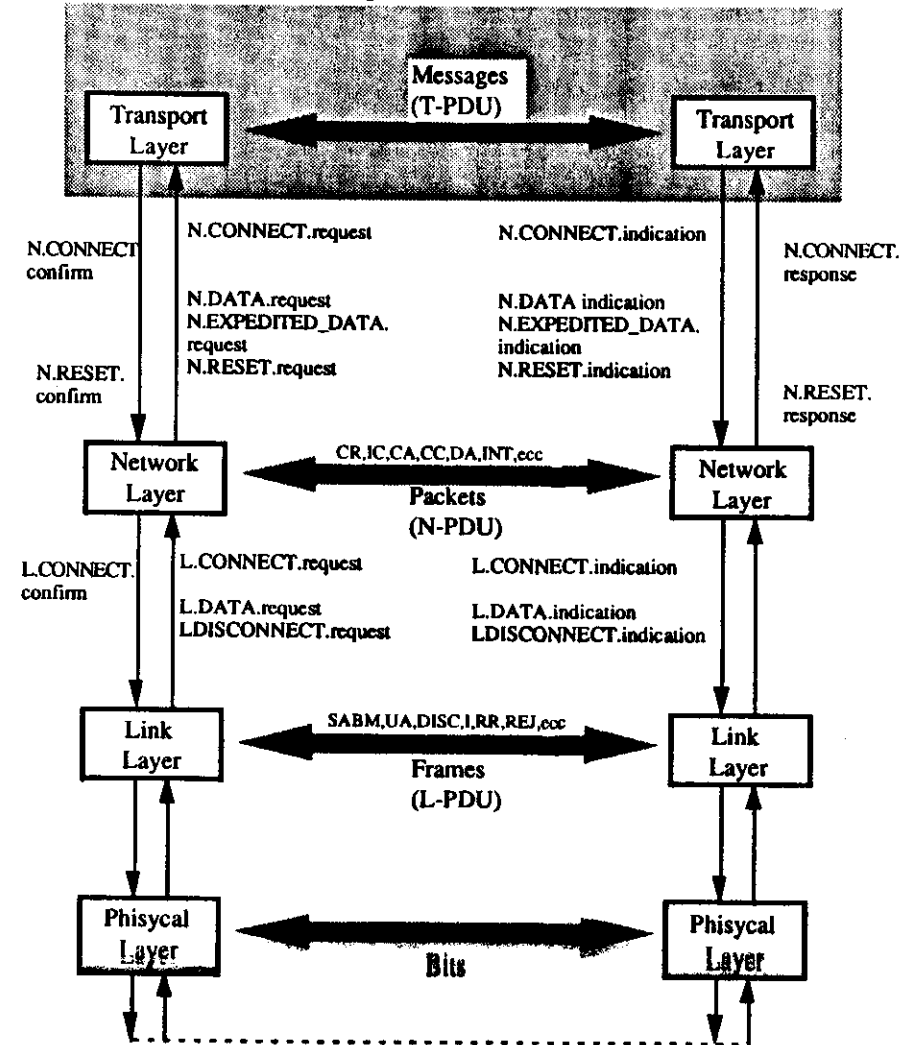 Messages
(T-PDU)
Transport
Layer
Transport
Layer
N.CONNECT
confirm
N.CONNECT.request
N.CONNECT.indication
N.CONNECT.
response
N.DATA.request
N.EXPEDITED_DATA.
request
N.RESET.request
N.DATA indication
N.EXPEDITED_DATA.
indication
N.RESET.indication
N.RESET.
confirm
N.RESET.
response
Network
Layer
CR,IC,CA,CC,DA,INT,ecc
Packets
(N-PDU)
Network
Layer
L.CONNECT.
confirm
L.CONNECT.request
L.CONNECT.indication
L.DATA.request
LDISCONNECT.request
L.DATA.indication
LDISCONNECT.indication
Link
Layer
SABM,UA,DISC,I,RR,REJ,ecc
Frames
(L-PDU)
Link
Layer
Phisycal
Layer
Bits
Phisycal
Layer